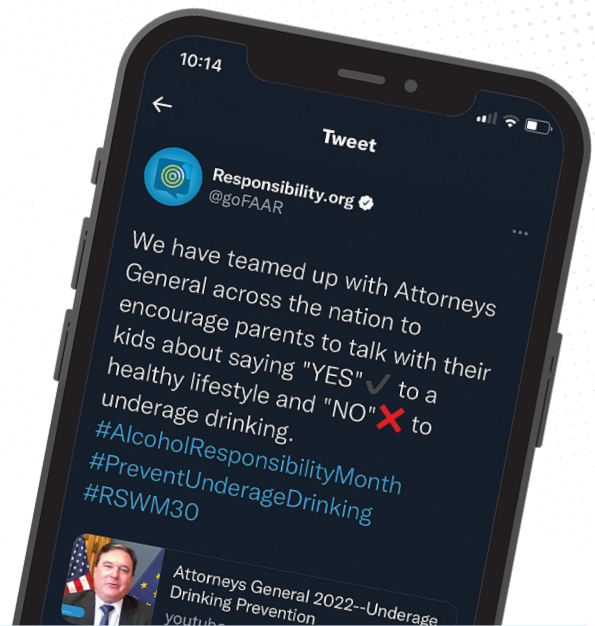 10:14
Tweet
Responsibility.org
@goFAAR
We have teamed up with Attorneys
General across the nation to
encourage parents to talk with their
kids about saying "YES"✔ to a
healthy lifestyle and "NO"❌ to
underage drinking.
#AlcoholResponsibilityMonth
#PreventUnderageDrinking
#RSWM30
Attorneys General 2022--Underage
Drinking Prevention